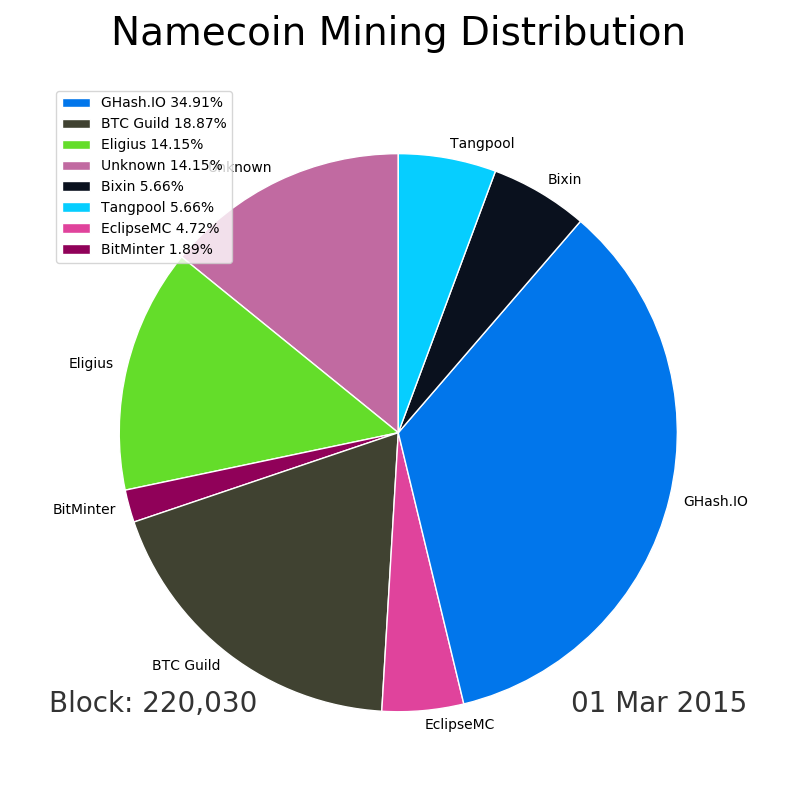 Namecoin Mining Distribution
GHash.IO 34.91%
BTC Guild 18.87%
Eligius 14.15%
Unknown 14.15%
Bixin 5.66%
Tangpool 5.66%
EclipseMC 4.72%
BitMinter 1.89%
Unknown
Tangpool
Bixin
Eligius
GHash.IO
BitMinter
BTC Guild
EclipseMC
Block: 220,030
01 Mar 2015